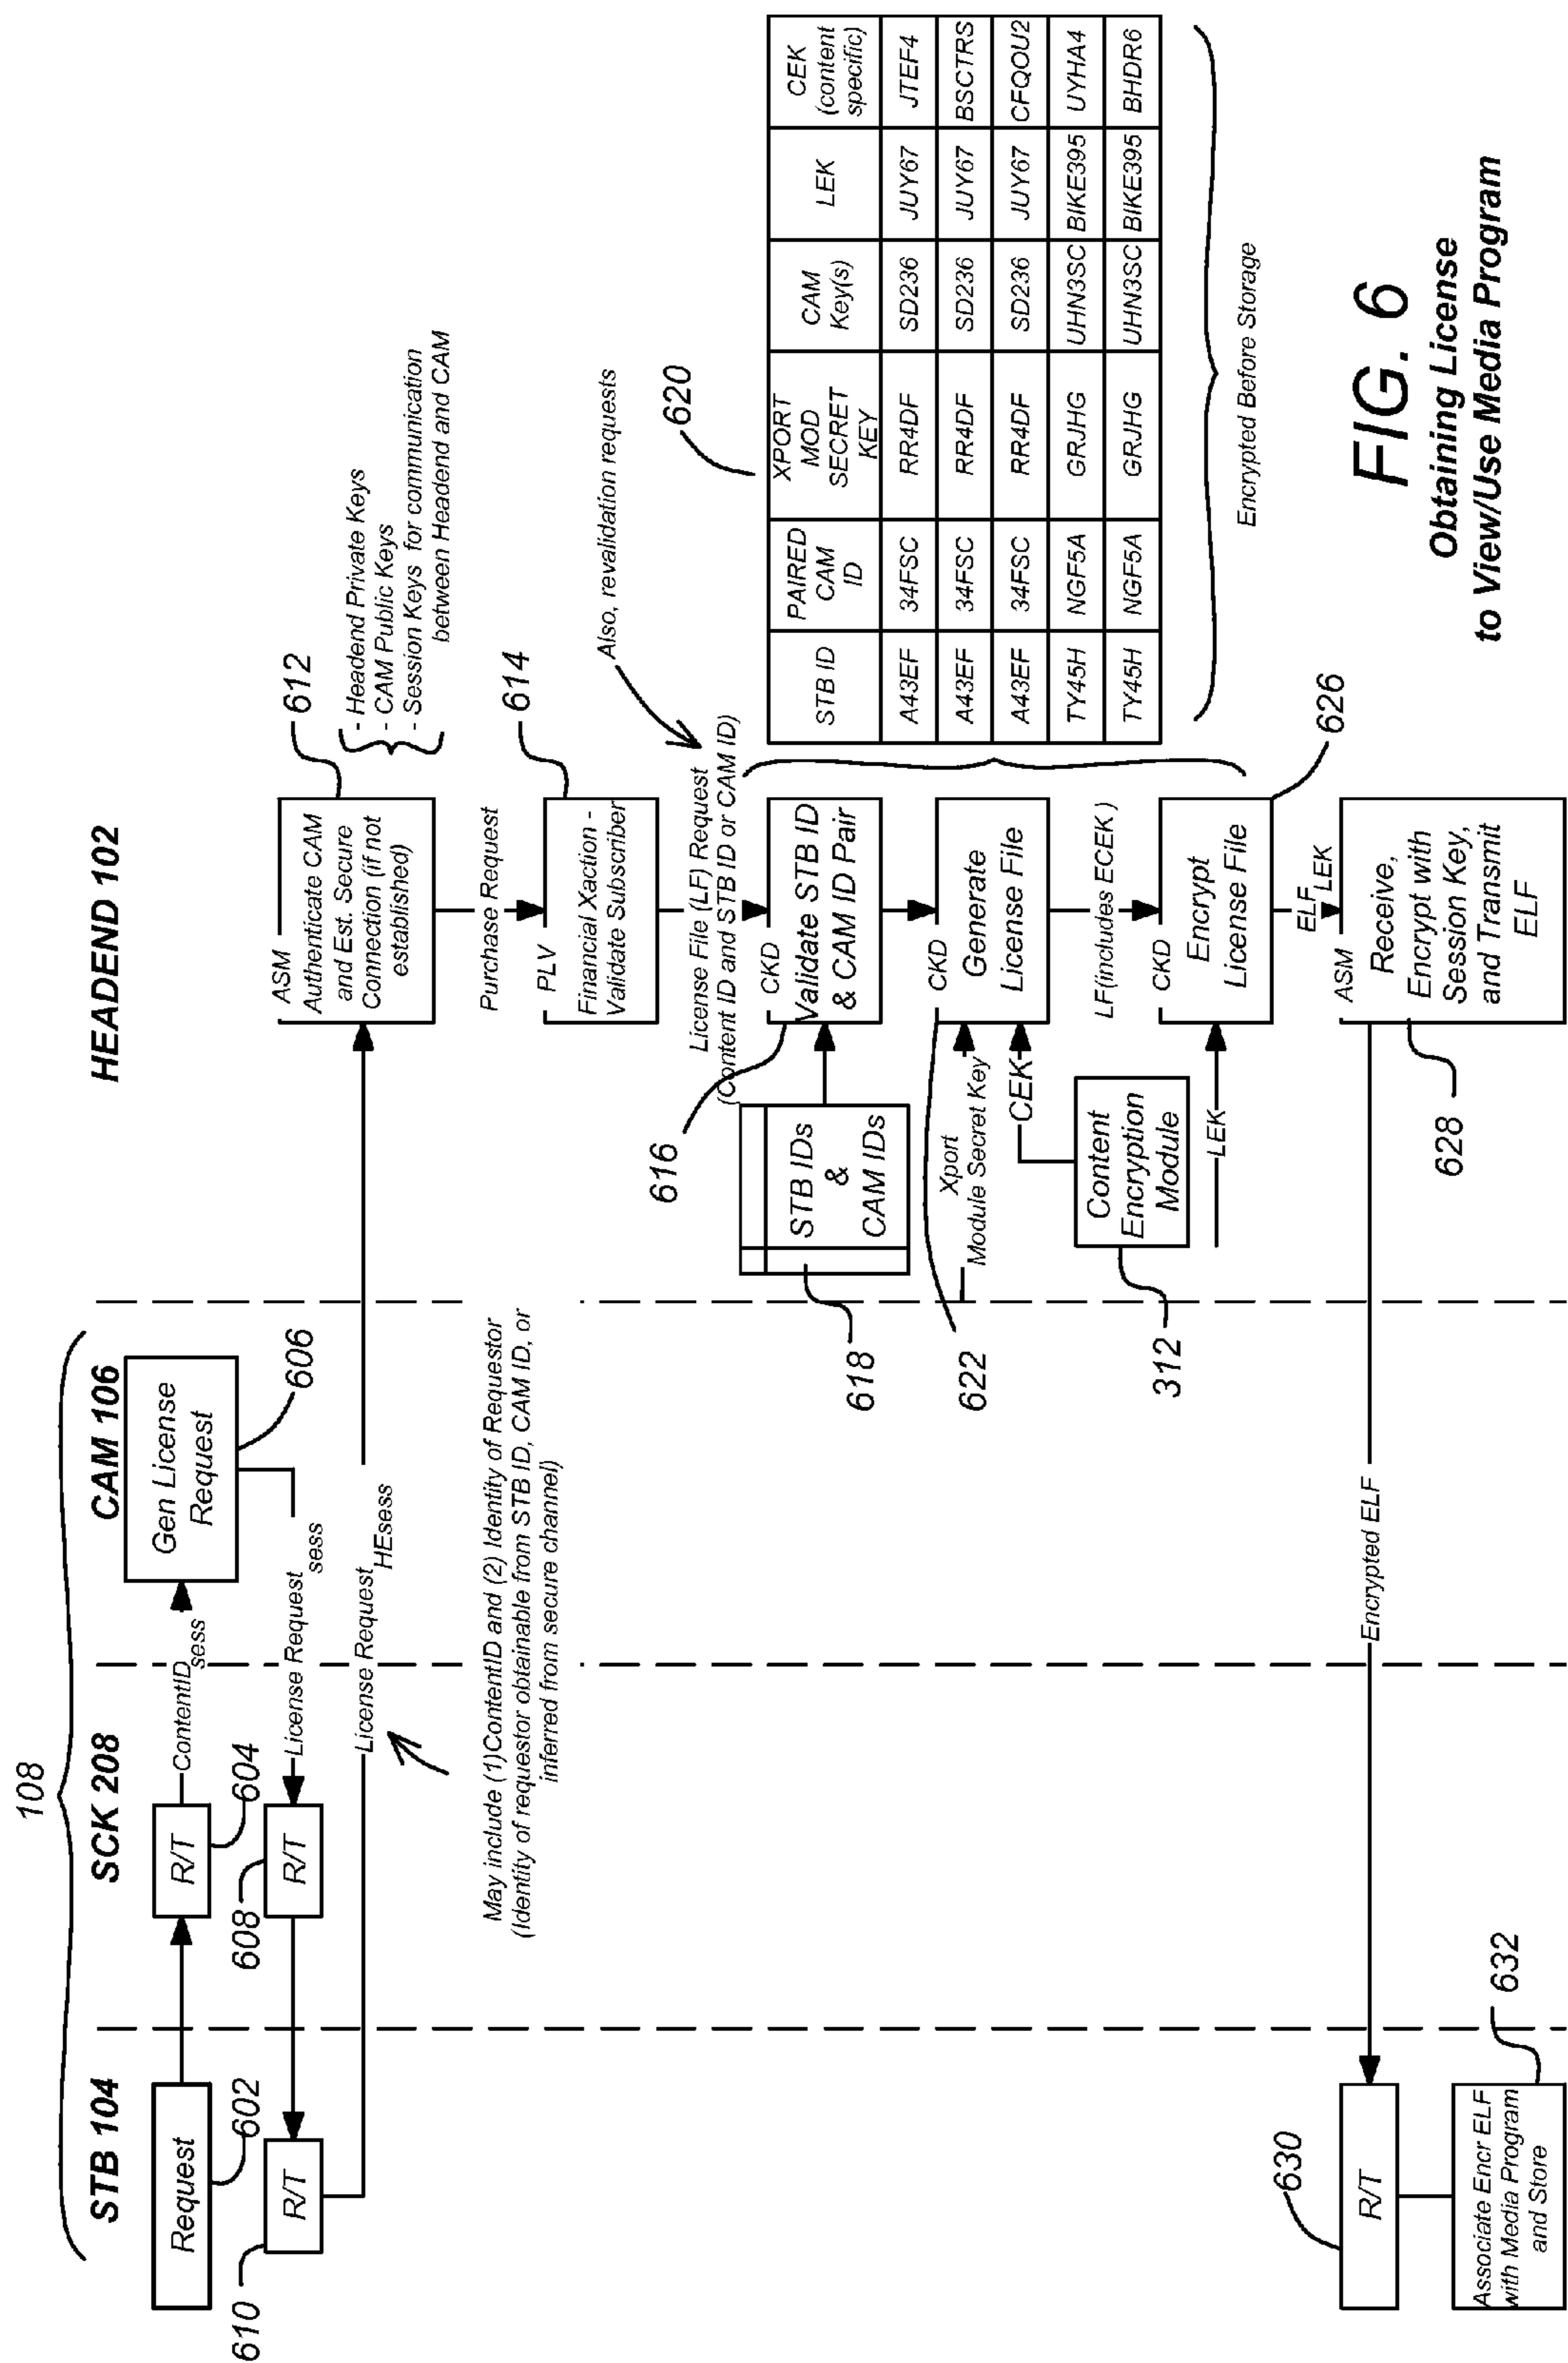 108
STB 104
SCK 208
CAM 106
HEADEND 102
Request
602
R/T
604
ContentID
sess
Gen License
Request
606
610
R/T
608
R/T
License Request
sess
License Request
HEsess
May include (1)ContentID and (2) Identity of Requestor
(Identity of requestor obtainable from STB ID, CAM ID, or
inferred from secure channel)
ASM
Authenticate CAM
and Est. Secure
Connection (if not
established)
612
- Headend Private Keys
- CAM Public Keys
- Session Keys for communication
between Headend and CAM
Purchase Request
PLV
Financial Xaction -
Validate Subscriber
614
License File (LF) Request
(Content ID and STB ID or CAM ID)
Also, revalidation requests
616
CKD
Validate STB ID
& CAM ID Pair
STB IDs
&
CAM IDs
618
622
CKD
Generate
License File
Xport
Module Secret Key
CEK
Content
Encryption
Module
312
LF(includes ECEK )
CKD
Encrypt
License File
626
LEK
ELF
LEK
ASM
Receive,
Encrypt with
Session Key,
and Transmit
ELF
628
Encrypted ELF
630
R/T
Associate Encr ELF
with Media Program
and Store
632
620
STB ID
PAIRED
CAM
ID
XPORT
MOD
SECRET
KEY
CAM
Key(s)
LEK
CEK
(content
specific)
A43EF 34FSC RR4DF SD236 JUY67 JTEF4
A43EF 34FSC RR4DF SD236 JUY67 BSCTRS
A43EF 34FSC RR4DF SD236 JUY67 CFQOU2
TY45H NGF5A GRJHG UHN3SC BIKE395 UYHA4
TY45H NGF5A GRJHG UHN3SC BIKE395 BHDR6
Encrypted Before Storage
FIG. 6
Obtaining License
to View/Use Media Program